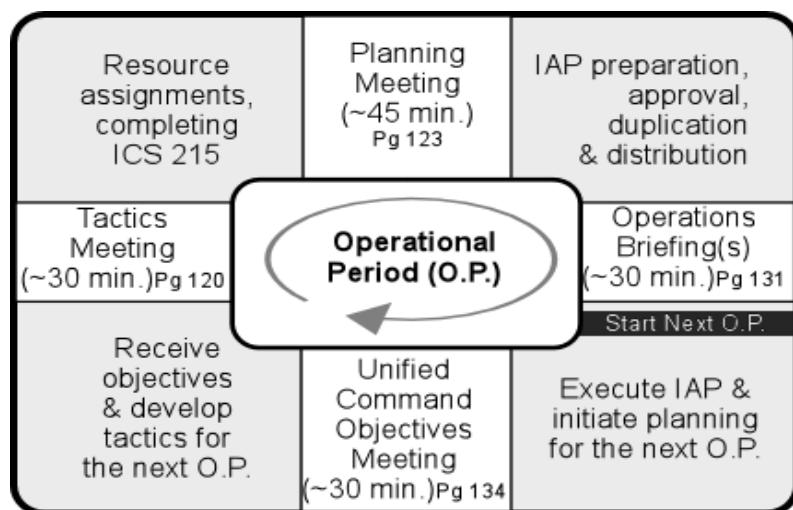 Resource
assignments,
completing
ICS 215
Planning
Meeting
(~45 min.)
Pg 123
IAP preparation,
approval,
duplication
& distribution
Tactics
Meeting
(~30 min.)Pg 120
Operational
Period (O.P.)
Operations
Briefing(s)
(~30 min.)Pg 131
Start Next O.P.
Receive
objectives
& develop
tactics for
the next O.P.
Unified
Command
Objectives
Meeting
(~30 min.)Pg 134
Execute IAP &
initiate planning
for the next O.P.